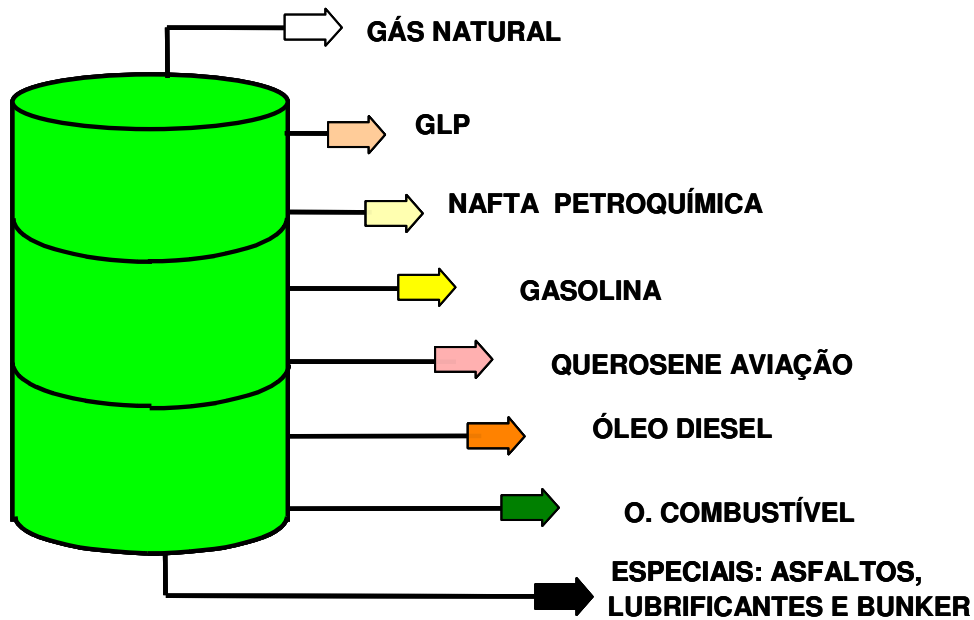 GÁS NATURAL
GLP
NAFTA PETROQUÍMICA
GASOLINA
QUEROSENE AVIAÇÃO
ÓLEO DIESEL
O. COMBUSTÍVEL
ESPECIAIS: ASFALTOS,
LUBRIFICANTES E BUNKER